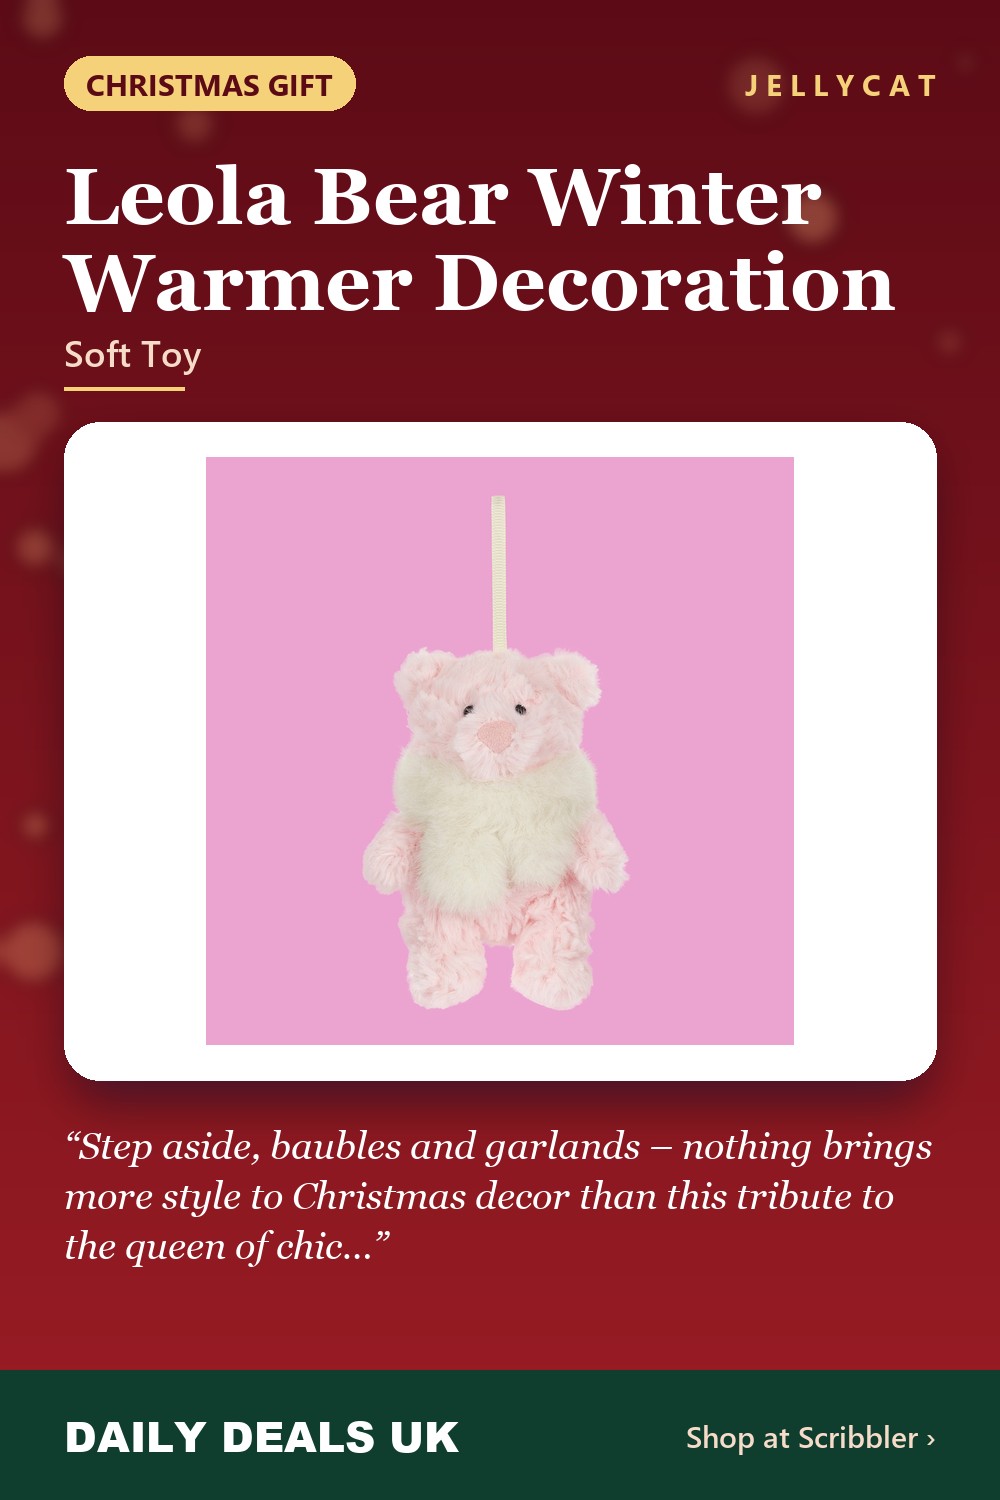 CHRISTMAS GIFT
JELLYCAT
Leola Bear Winter
Warmer Decoration
Soft Toy
“Step aside, baubles and garlands – nothing brings
more style to Christmas decor than this tribute to
the queen of chic...”
DAILY DEALS UK
Shop at Scribbler ›